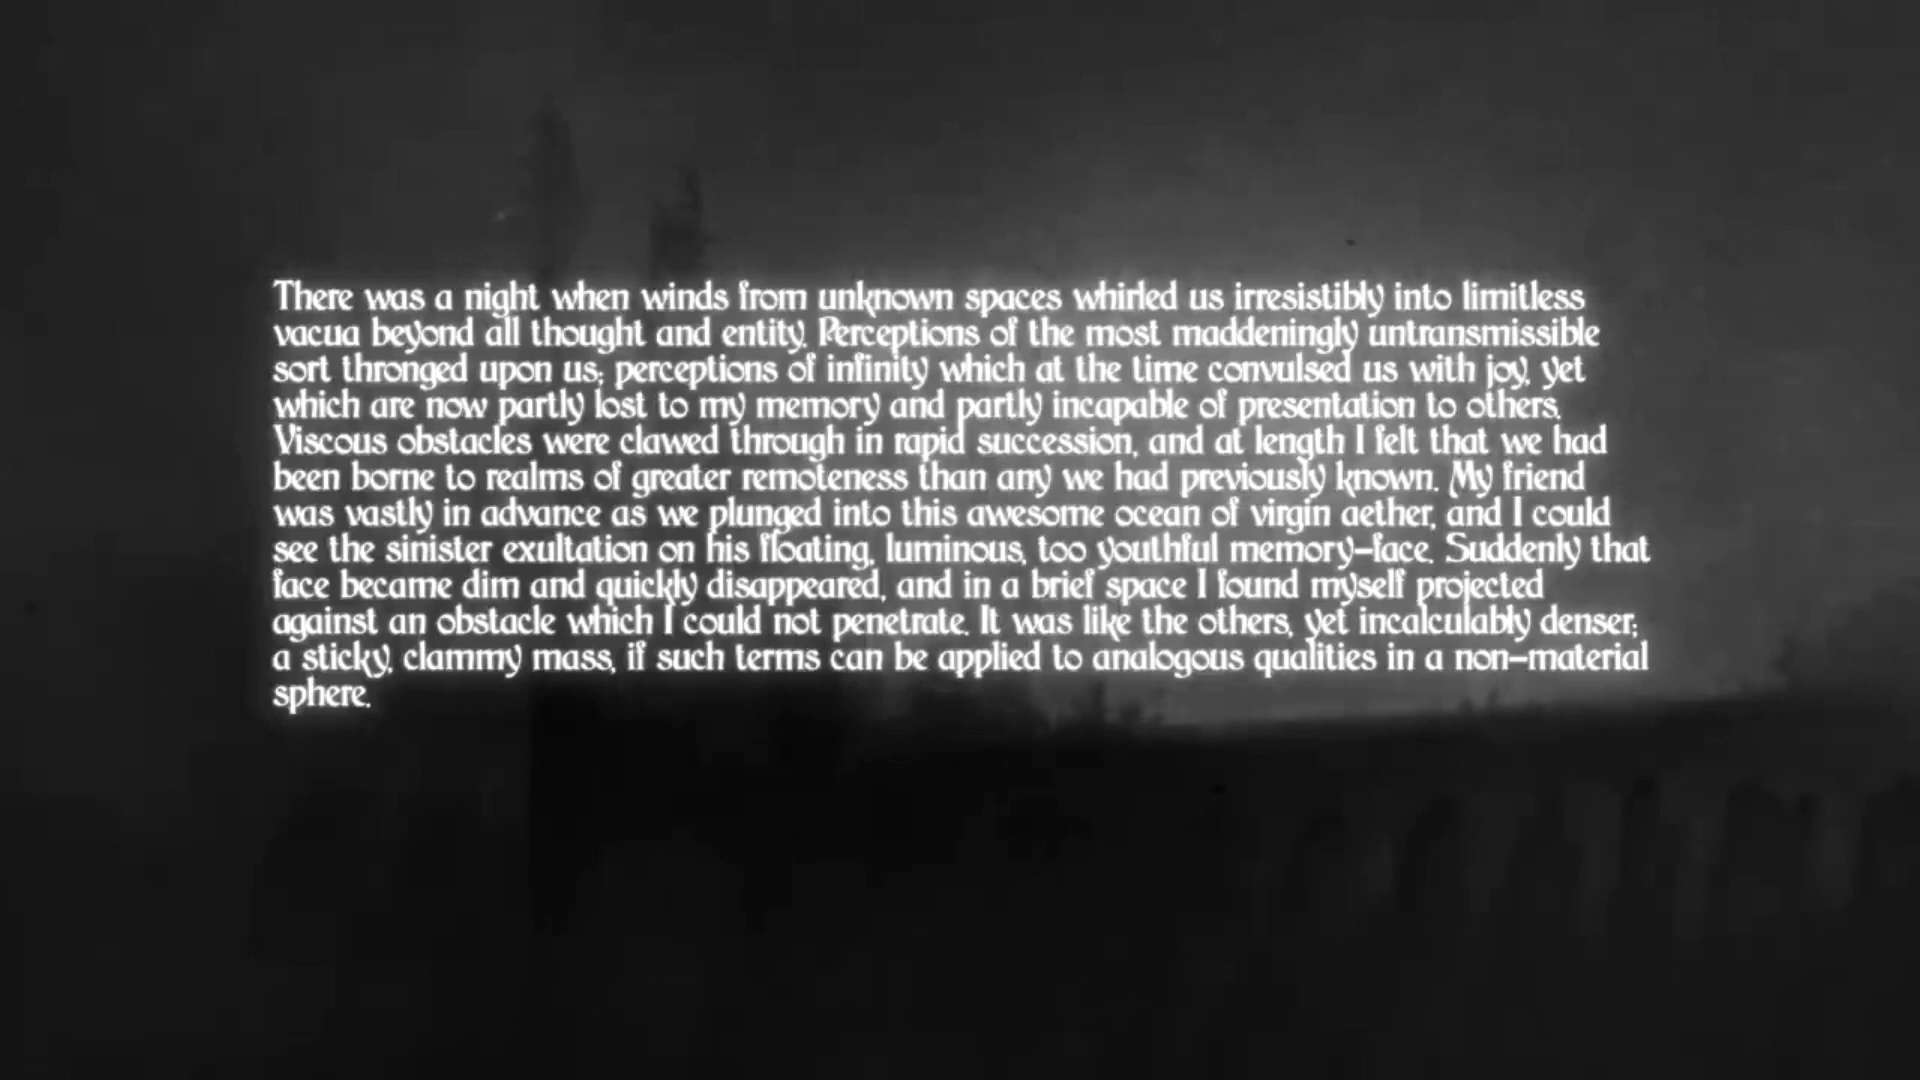 There was a night when winds from unknown spaces whirled us irresistibly into limitless
vacua beyond all thought and entity. Perceptions of the most maddeningly untransmissible
sort thronged upon us; perceptions of infinity which at the time convulsed us with joy, yet
which are now partly lost to my memory and partly incapable of presentation to others.
Viscous obstacles were clawed through in rapid succession, and at length I felt that we had
been borne to realms of greater remoteness than any we had previously known. My friend
was vastly in advance as we plunged into this awesome ocean of virgin aether, and I could
see the sinister exultation on his floating, luminous, too youthful memory-face. Suddenly that
face became dim and quickly disappeared, and in a brief space I found myself projected
against an obstacle which I could not penetrate. It was like the others, yet incalculably denser;
a sticky, clammy mass, if such terms can be applied to analogous qualities in a non-material
sphere.